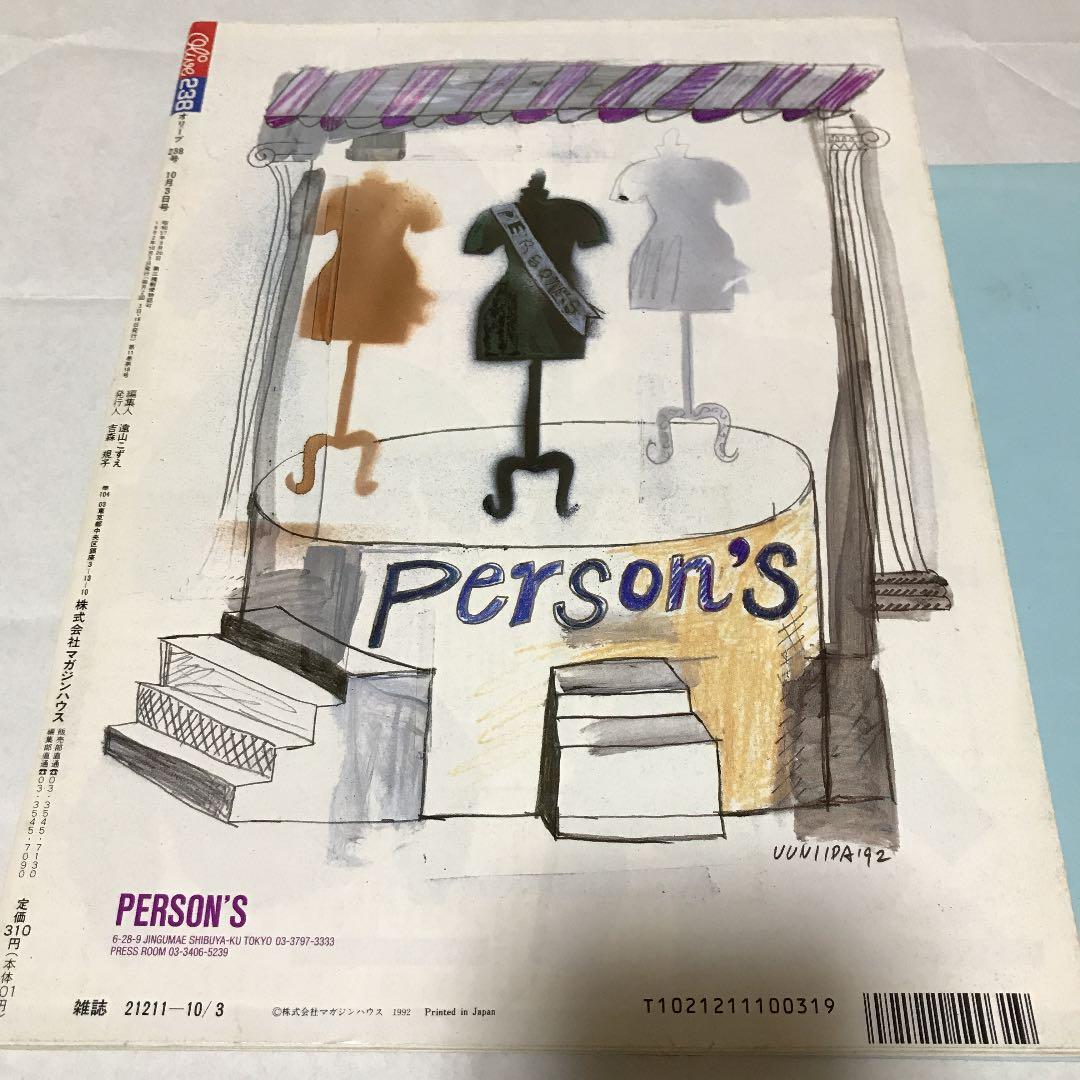 Olive 238
オリーブ 238号 10月3日号
編集人 遠山こずえ
発行人 吉森 規子
〒104 東京都中央区銀座3-13-10
株式会社マガジンハウス
販売部直通☎03-3545-7130
編集部直通☎03-3545-7090
定価310円(本体
PERSON'S
Person's
UUNIIDA'92
PERSON'S
6-28-9 JINGUMAE SHIBUYA-KU TOKYO 03-3797-3333
PRESS ROOM 03-3406-5239
雑誌 21211—10/3
©株式会社マガジンハウス 1992 Printed in Japan
T1021211100319